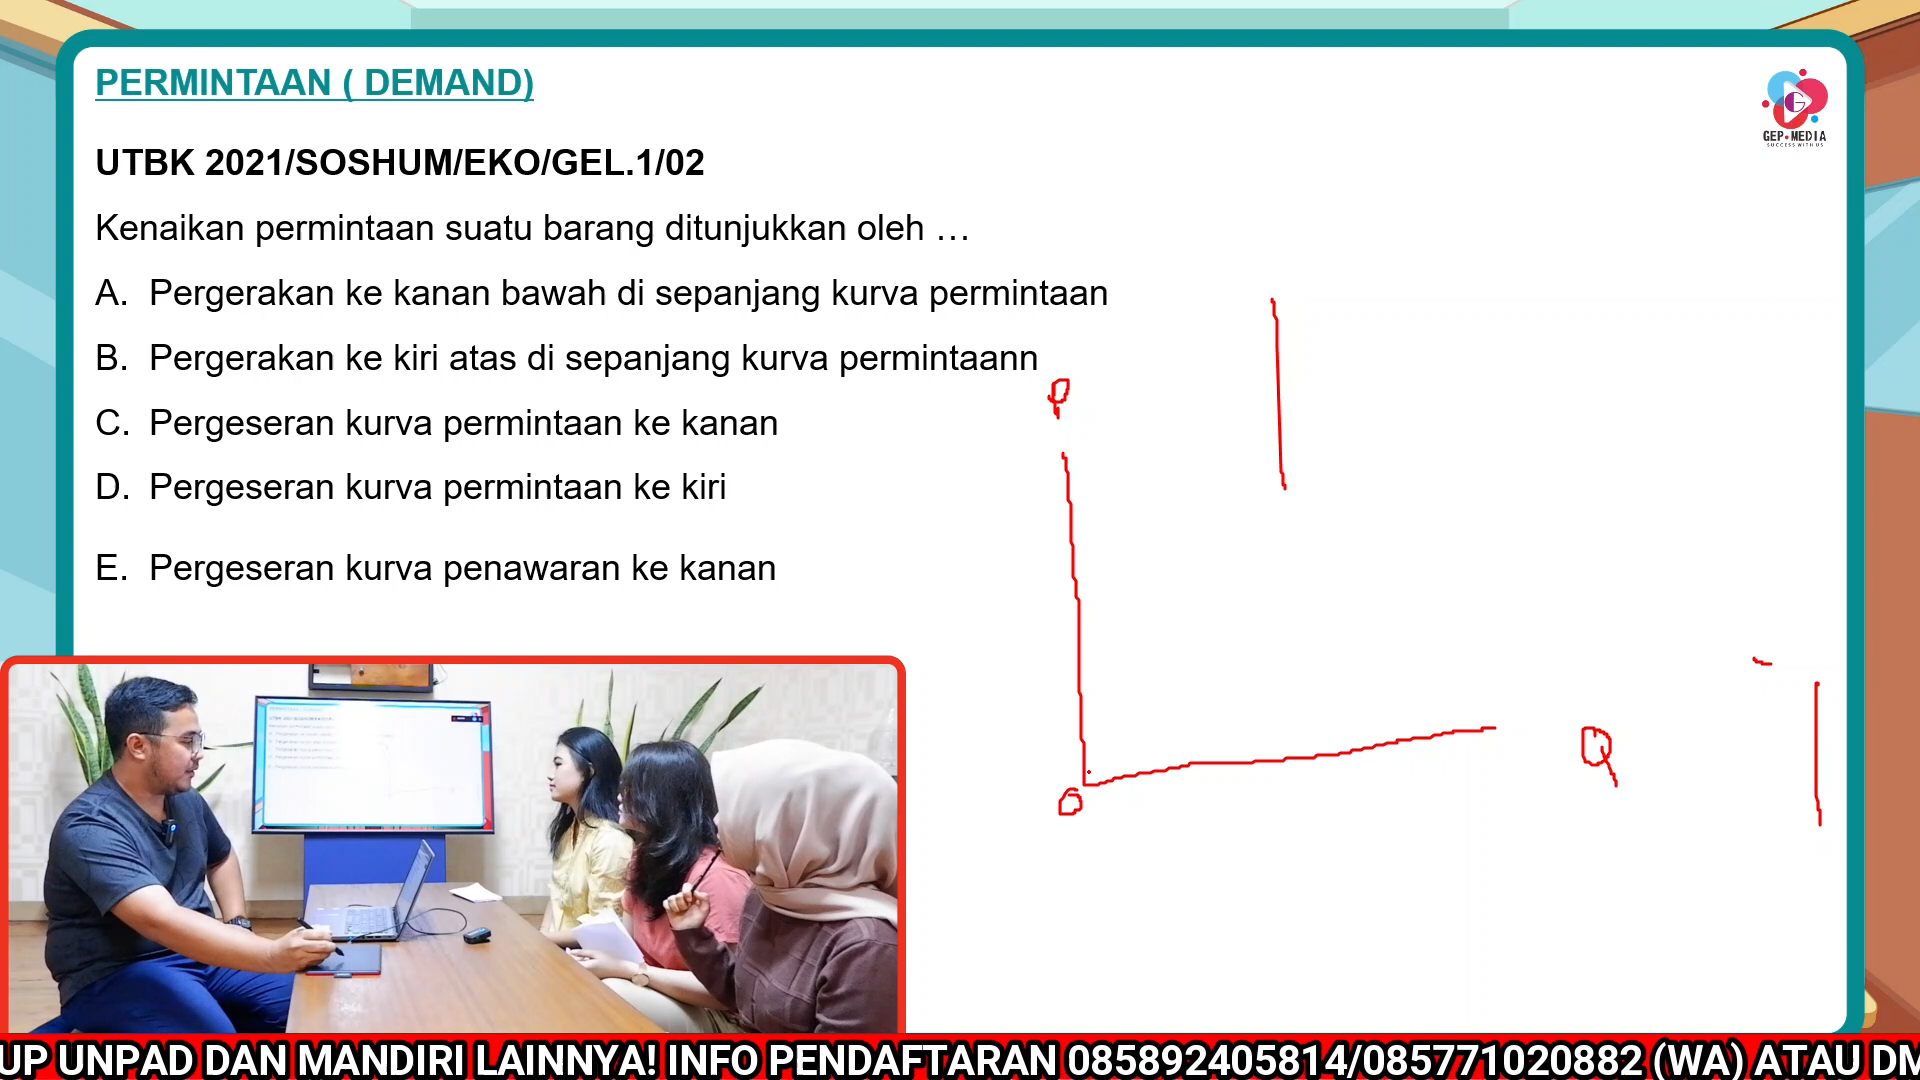 PERMINTAAN ( DEMAND)
GEP•MEDIA
SUCCESS WITH US
UTBK 2021/SOSHUM/EKO/GEL.1/02
Kenaikan permintaan suatu barang ditunjukkan oleh …
A. Pergerakan ke kanan bawah di sepanjang kurva permintaan
B. Pergerakan ke kiri atas di sepanjang kurva permintaann
C. Pergeseran kurva permintaan ke kanan
D. Pergeseran kurva permintaan ke kiri
E. Pergeseran kurva penawaran ke kanan
P
Q
O
UP UNPAD DAN MANDIRI LAINNYA! INFO PENDAFTARAN 085892405814/085771020882 (WA) ATAU DM